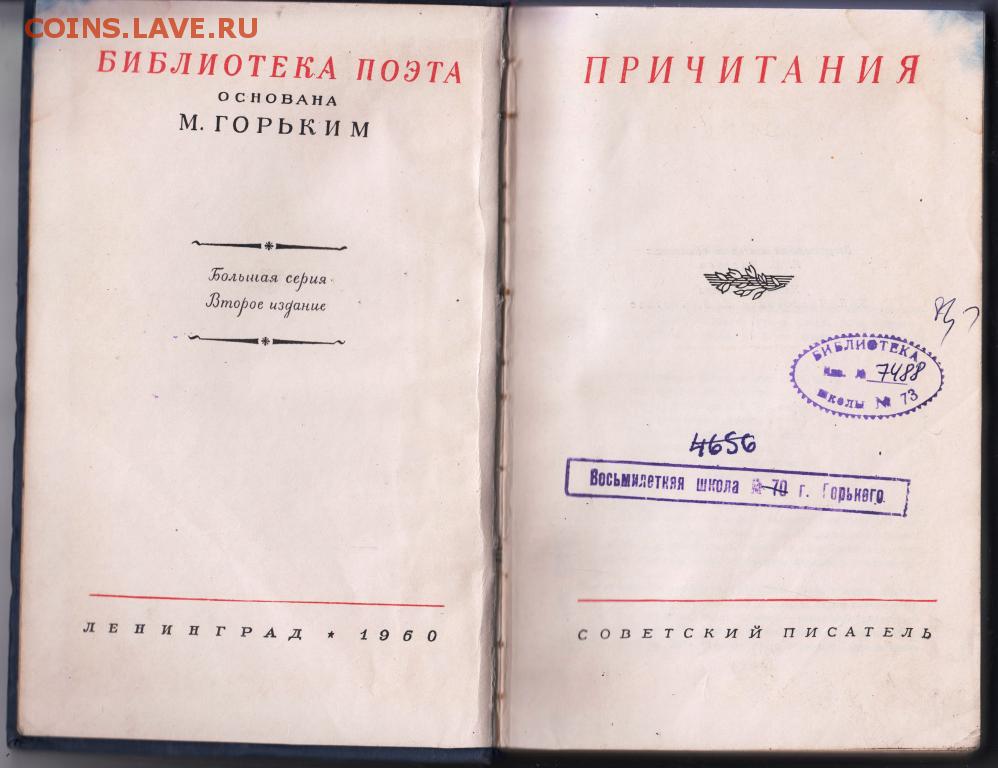 COINS.LAVE.RU
БИБЛИОТЕКА ПОЭТА
ОСНОВАНА
М. ГОРЬКИМ
Большая серия
Второе издание
ЛЕНИНГРАД * 1960
ПРИЧИТАНИЯ
БИБЛИОТЕКА
Инв. № 7488
школы № 73
4656
Восьмилетняя школа № 70 г. Горького.
СОВЕТСКИЙ ПИСАТЕЛЬ